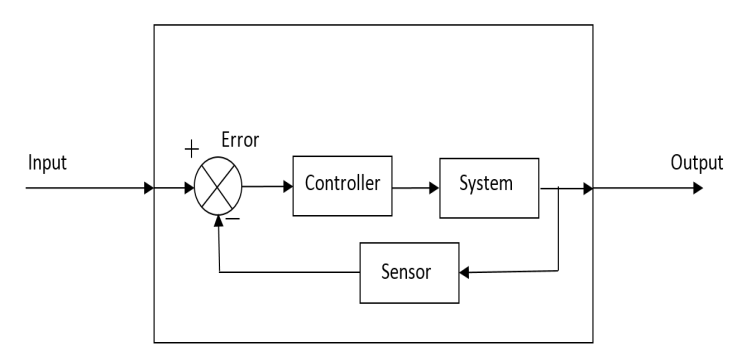 Error
+
Input
Controller
System
Output
−
Sensor